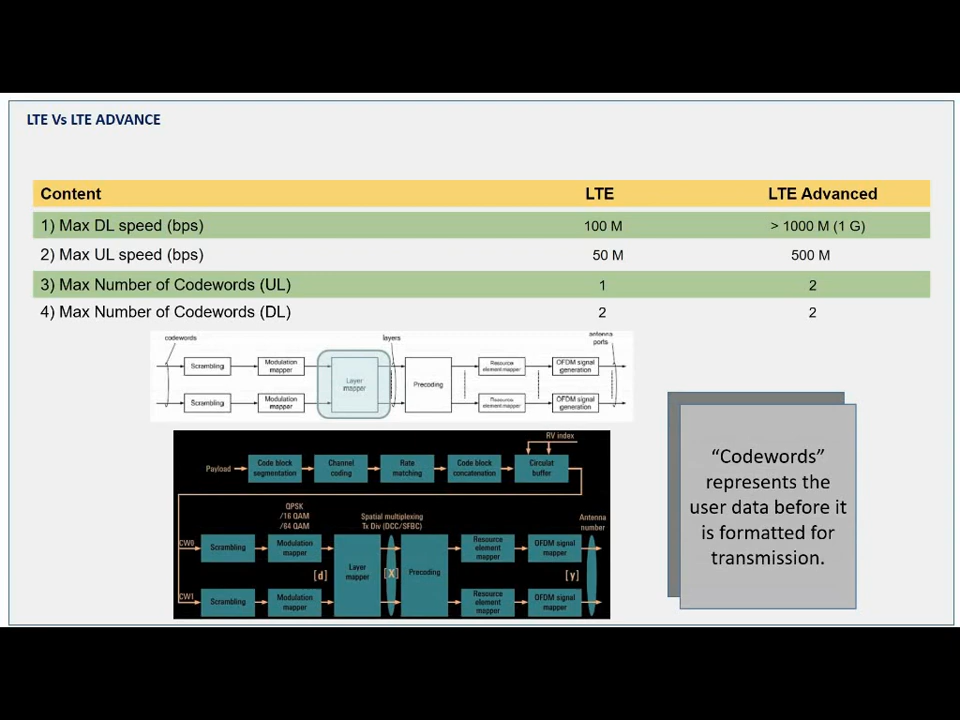 LTE Vs LTE ADVANCE
Content LTE LTE Advanced
1) Max DL speed (bps) 100 M > 1000 M (1 G)
2) Max UL speed (bps) 50 M 500 M
3) Max Number of Codewords (UL) 1 2
4) Max Number of Codewords (DL) 2 2
codewords layers antenna
ports
Scrambling Modulation
mapper Layer
mapper Precoding Resource
element mapper OFDM signal
generation
Scrambling Modulation
mapper Resource
element mapper OFDM signal
generation
RV index
Payload Code block
segmentation Channel
coding Rate
matching Code block
concatenation Circulat
buffer
QPSK
/16 QAM
/64 QAM
Spatial multiplexing
Tx Div (DCC/SFBC)
Antenna
number
CW0 Scrambling Modulation
mapper Layer
mapper Precoding Resource
element
mapper OFDM signal
mapper
[d] [X] [y]
CW1 Scrambling Modulation
mapper Resource
element
mapper OFDM signal
mapper
“Codewords”
represents the
user data before it
is formatted for
transmission.